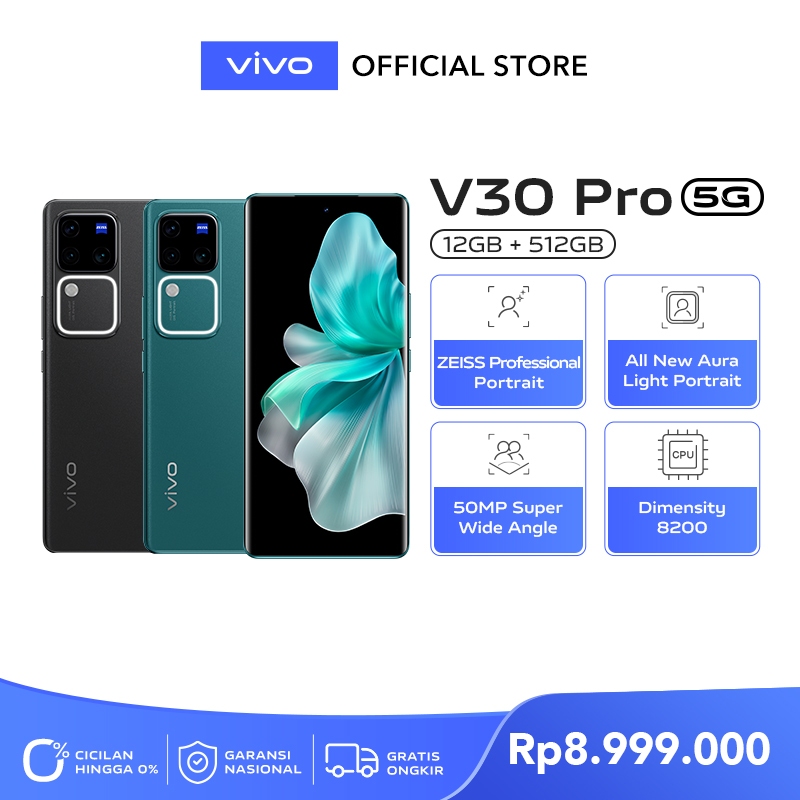 vivo OFFICIAL STORE
V30 Pro 5G
12GB + 512GB
ZEISS Professional
Portrait
All New Aura
Light Portrait
50MP Super
Wide Angle
CPU
Dimensity
8200
ZEISS
ZEISS
vivo
vivo
0% CICILAN
HINGGA 0%
GARANSI
NASIONAL
GRATIS
ONGKIR
Rp8.999.000